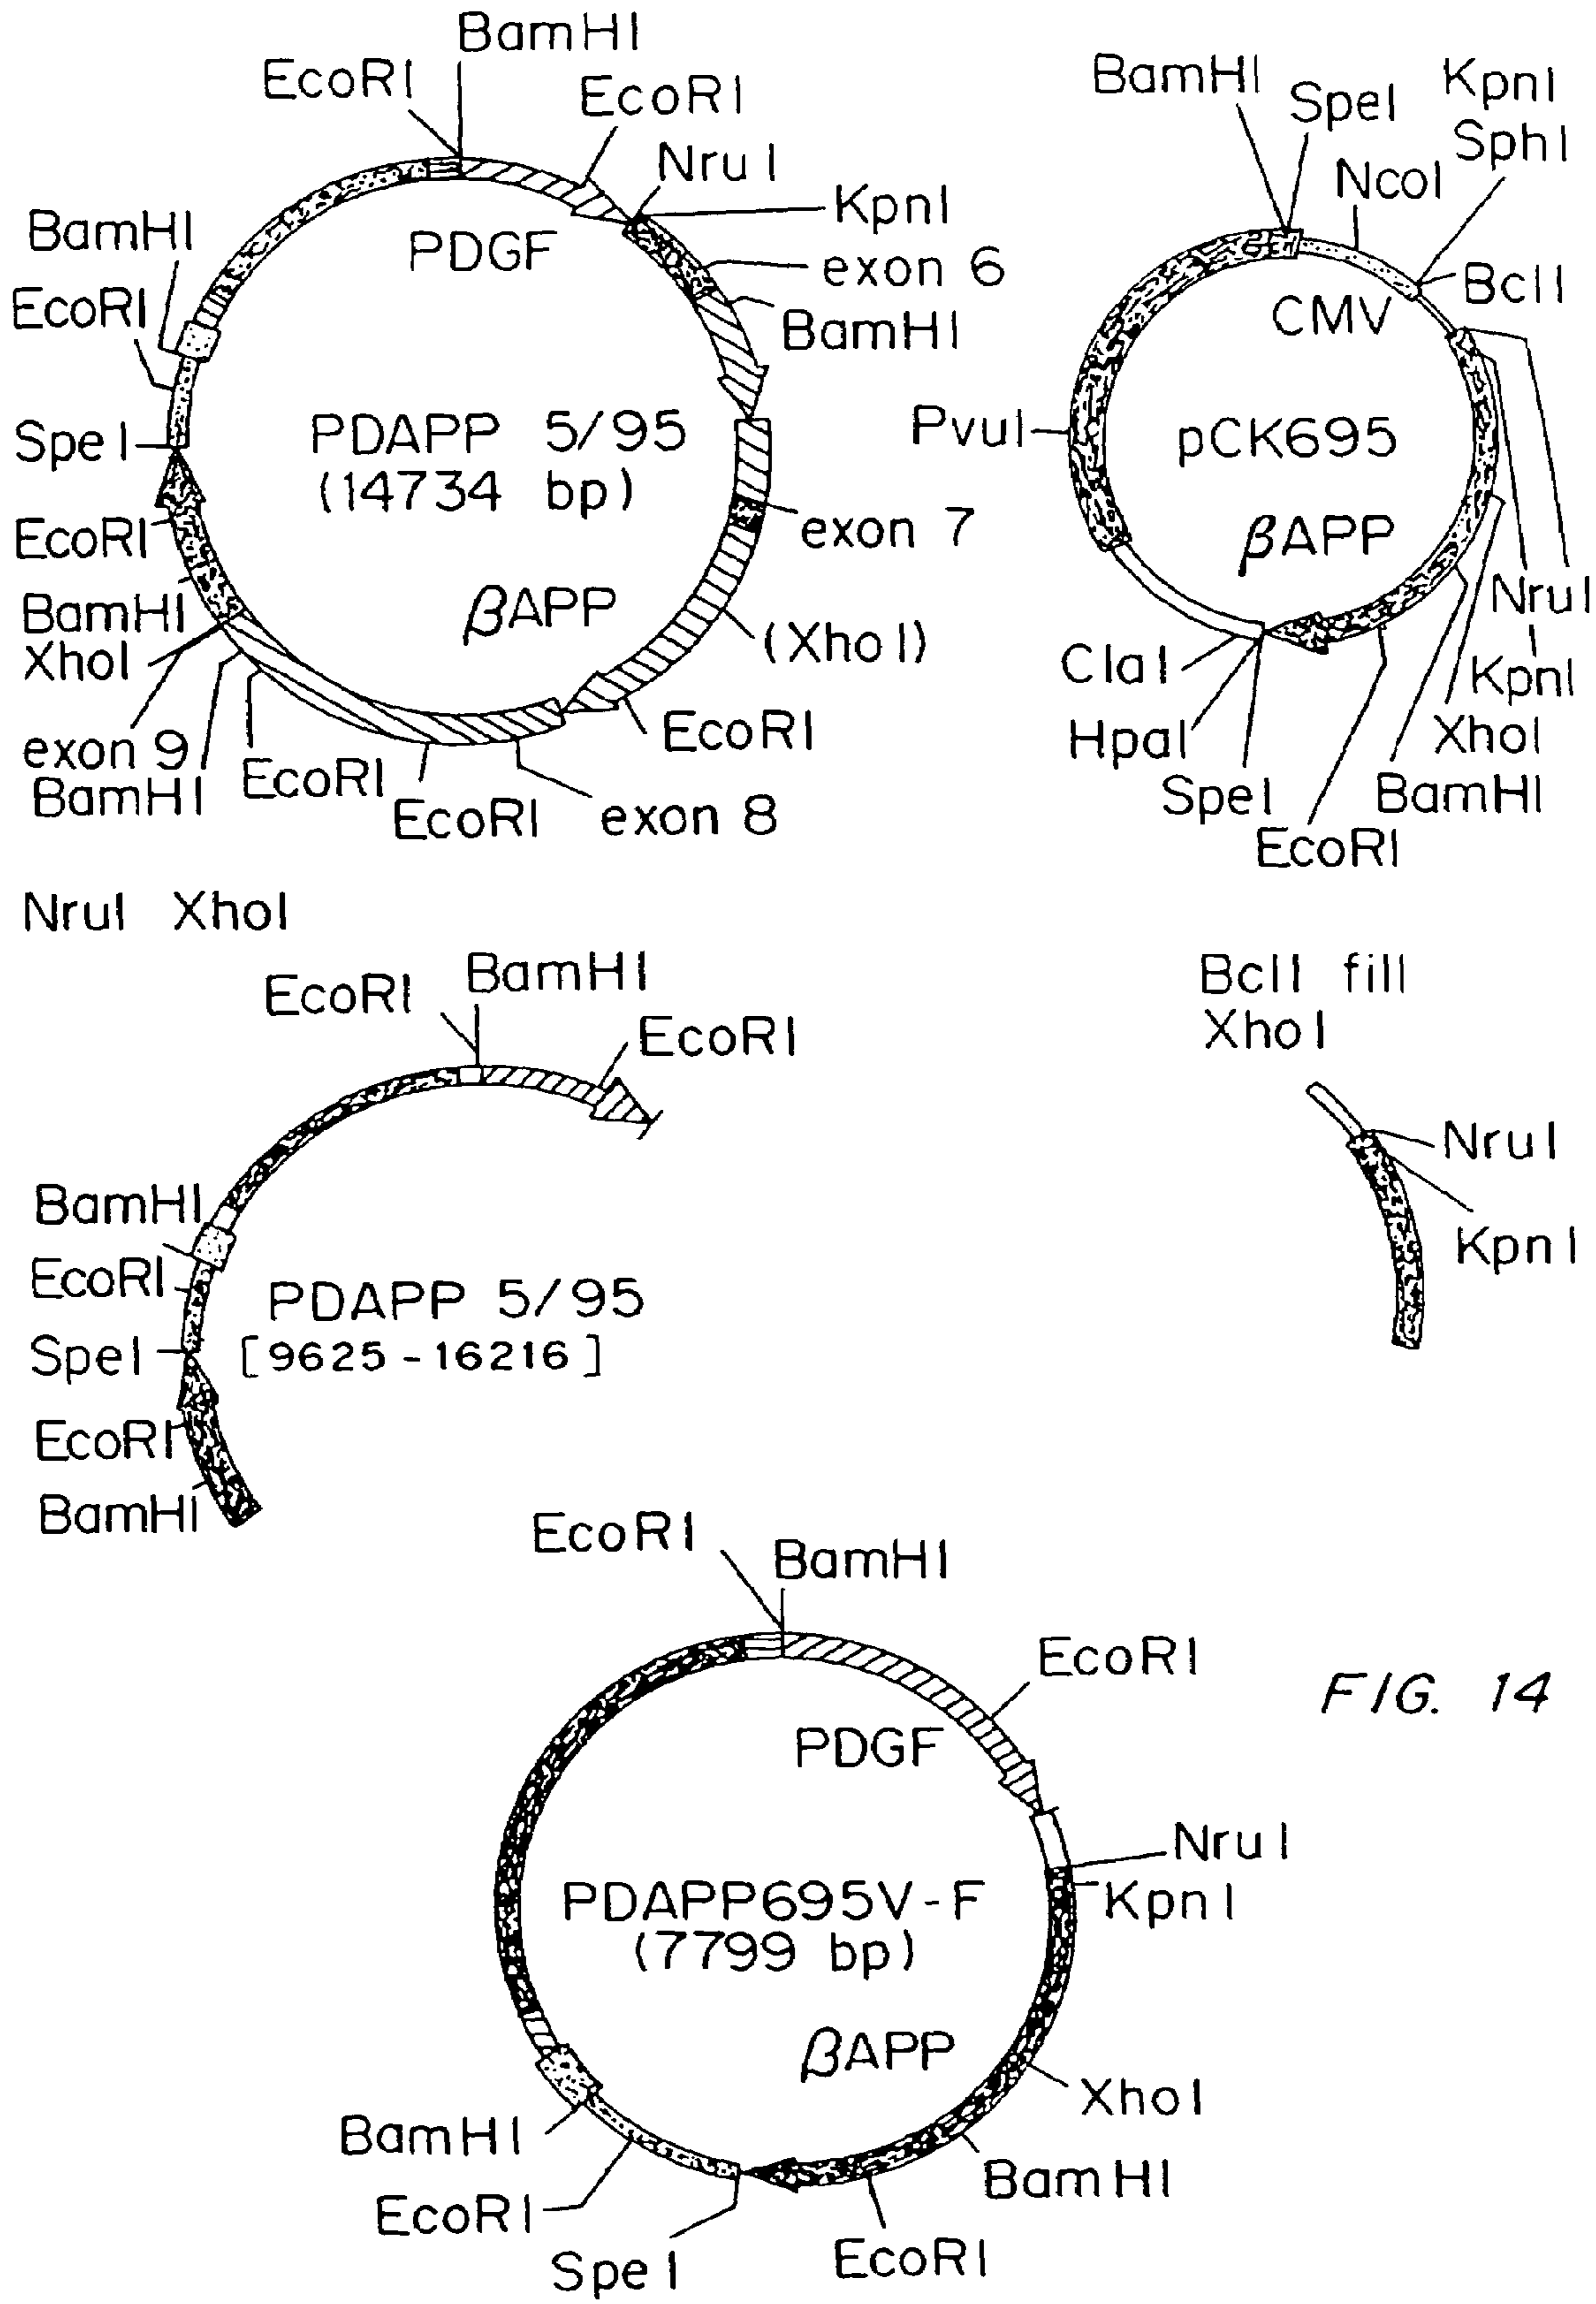 BamHI
EcoRI
EcoRI
NruI
KpnI
PDGF
exon 6
BamHI
BamHI
EcoRI
SpeI
PDAPP 5/95
(14734 bp)
exon 7
EcoRI
βAPP
BamHI
XhoI
(XhoI)
exon 9
BamHI
EcoRI
EcoRI
EcoRI
exon 8
BamHI
SpeI
KpnI
SphI
NcoI
BclI
CMV
PvuI
pCK695
βAPP
NruI
ClaI
KpnI
HpaI
XhoI
SpeI
BamHI
EcoRI
NruI XhoI
EcoRI
BamHI
EcoRI
BamHI
EcoRI
PDAPP 5/95
SpeI
[9625-16216]
EcoRI
BamHI
BclI fill
XhoI
NruI
KpnI
EcoRI
BamHI
EcoRI
FIG. 14
PDGF
NruI
PDAPP695V-F
KpnI
(7799 bp)
βAPP
XhoI
BamHI
BamHI
EcoRI
EcoRI
SpeI